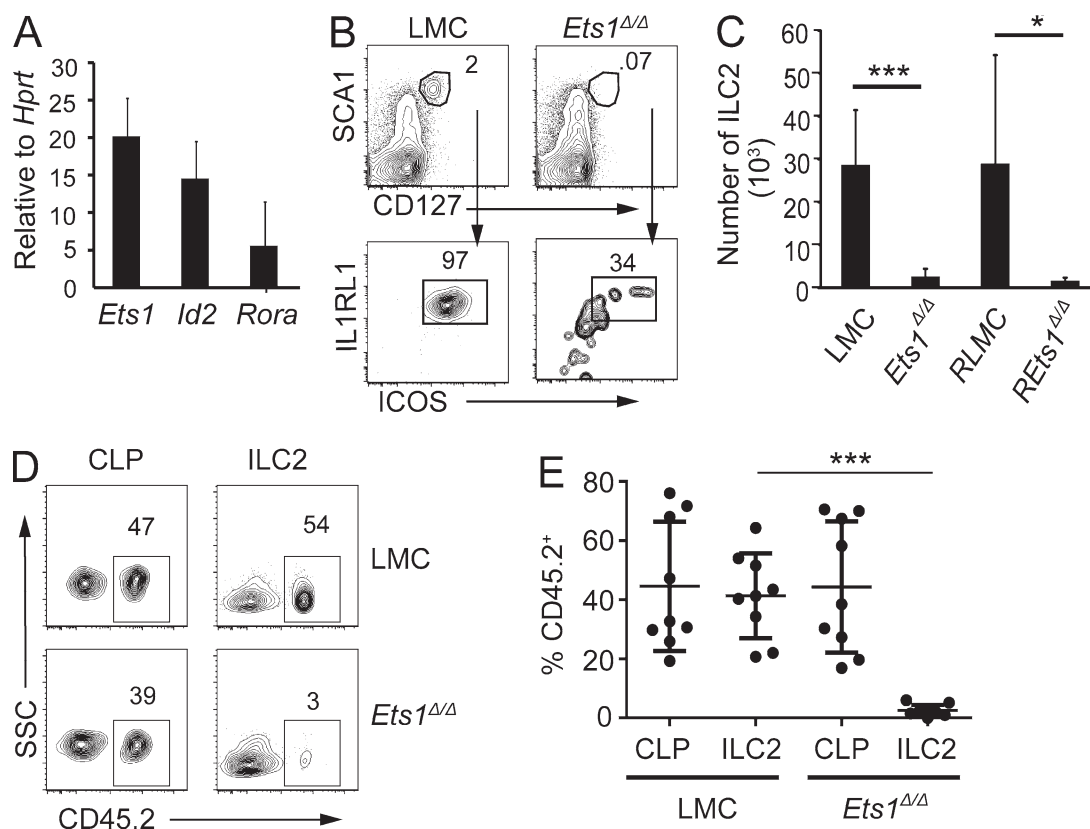 A
Relative to Hprt
30
25
20
15
10
5
0
Ets1 Id2 Rora
B
LMC Ets1Δ/Δ
SCA1
2
.07
CD127
IL1RL1
97
34
ICOS
C
Number of ILC2
(10³)
60
50
40
30
20
10
0
***
*
LMC
Ets1Δ/Δ
RLMC
REts1Δ/Δ
D
CLP ILC2
47
54
LMC
39
3
Ets1Δ/Δ
SSC
CD45.2
E
% CD45.2⁺
80
60
40
20
0
***
CLP ILC2 CLP ILC2
LMC Ets1Δ/Δ